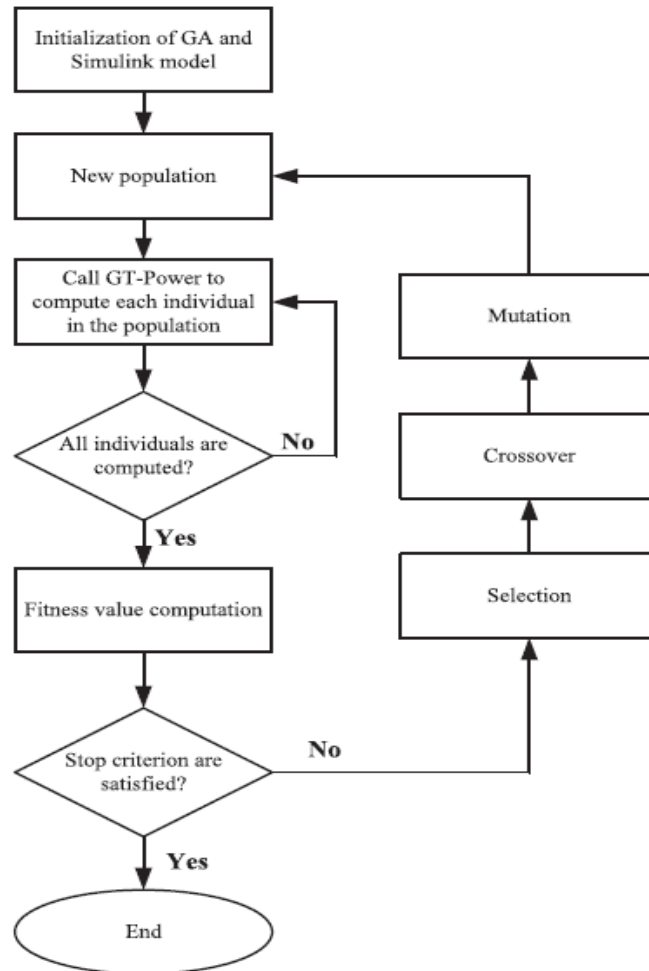 Initialization of GA and
Simulink model
New population
Call GT-Power to
compute each individual
in the population
All individuals are
computed?
No
Yes
Fitness value computation
Stop criterion are
satisfied?
No
Yes
End
Mutation
Crossover
Selection